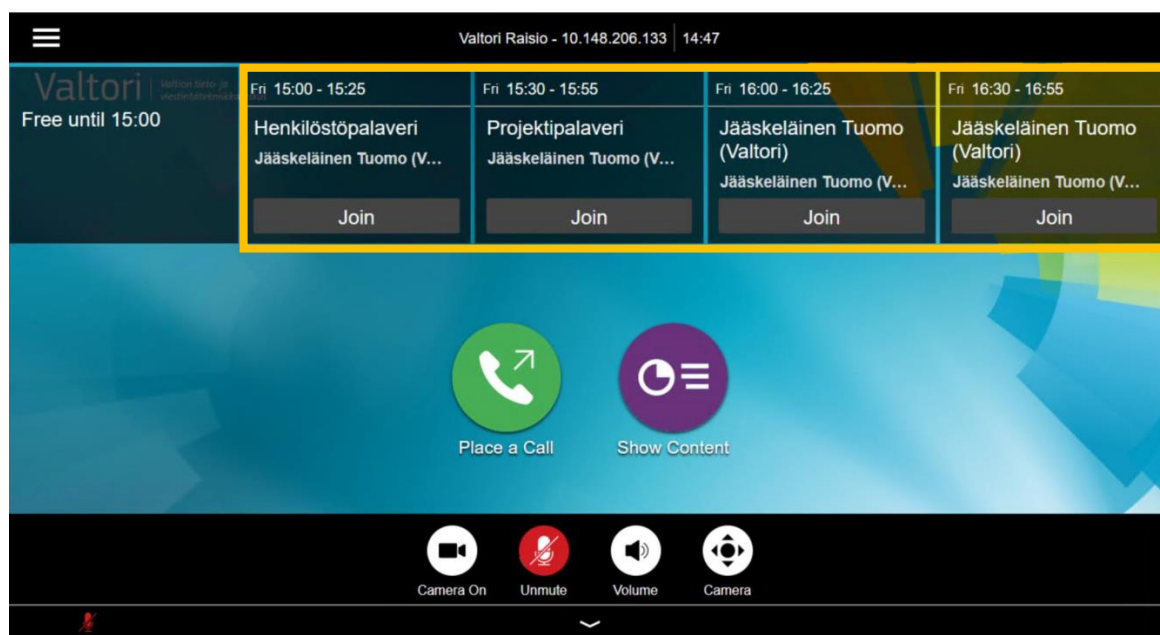 Valtori Raisio - 10.148.206.133 14:47
Valtori
Valtion tieto- ja
Free until 15:00
Fri 15:00 - 15:25
Henkilöstöpalaveri
Jääskeläinen Tuomo (V...
Join
Fri 15:30 - 15:55
Projektipalaveri
Jääskeläinen Tuomo (V...
Join
Fri 16:00 - 16:25
Jääskeläinen Tuomo
(Valtori)
Jääskeläinen Tuomo (V...
Join
Fri 16:30 - 16:55
Jääskeläinen Tuomo
(Valtori)
Jääskeläinen Tuomo (V...
Join
Place a Call
Show Content
Camera On
Unmute
Volume
Camera